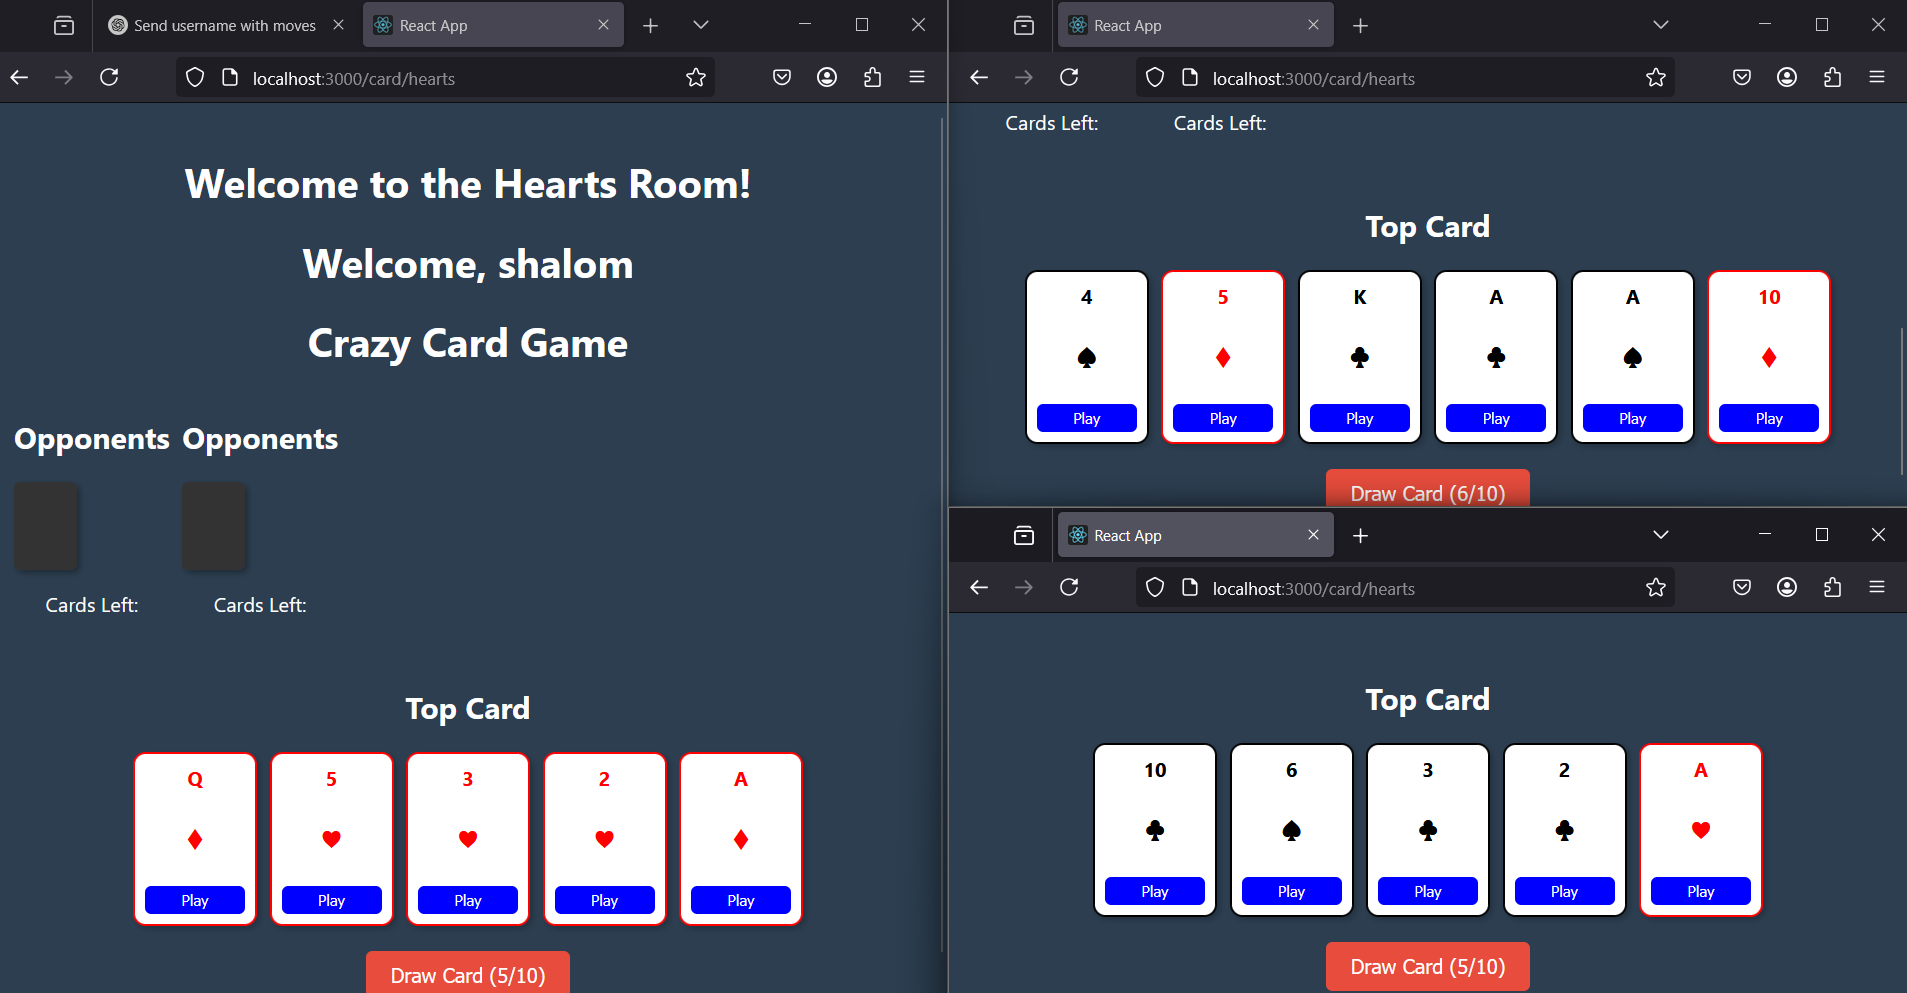 Send username with moves
React App
localhost:3000/card/hearts
Welcome to the Hearts Room!
Welcome, shalom
Crazy Card Game
Opponents Opponents
Cards Left: Cards Left:
Top Card
Q 5 3 2 A
♦ ♥ ♥ ♥ ♦
Play Play Play Play Play
Draw Card (5/10)
React App
localhost:3000/card/hearts
Cards Left: Cards Left:
Top Card
4 5 K A A 10
♠ ♦ ♣ ♣ ♠ ♦
Play Play Play Play Play Play
Draw Card (6/10)
React App
localhost:3000/card/hearts
Top Card
10 6 3 2 A
♣ ♠ ♣ ♣ ♥
Play Play Play Play Play
Draw Card (5/10)